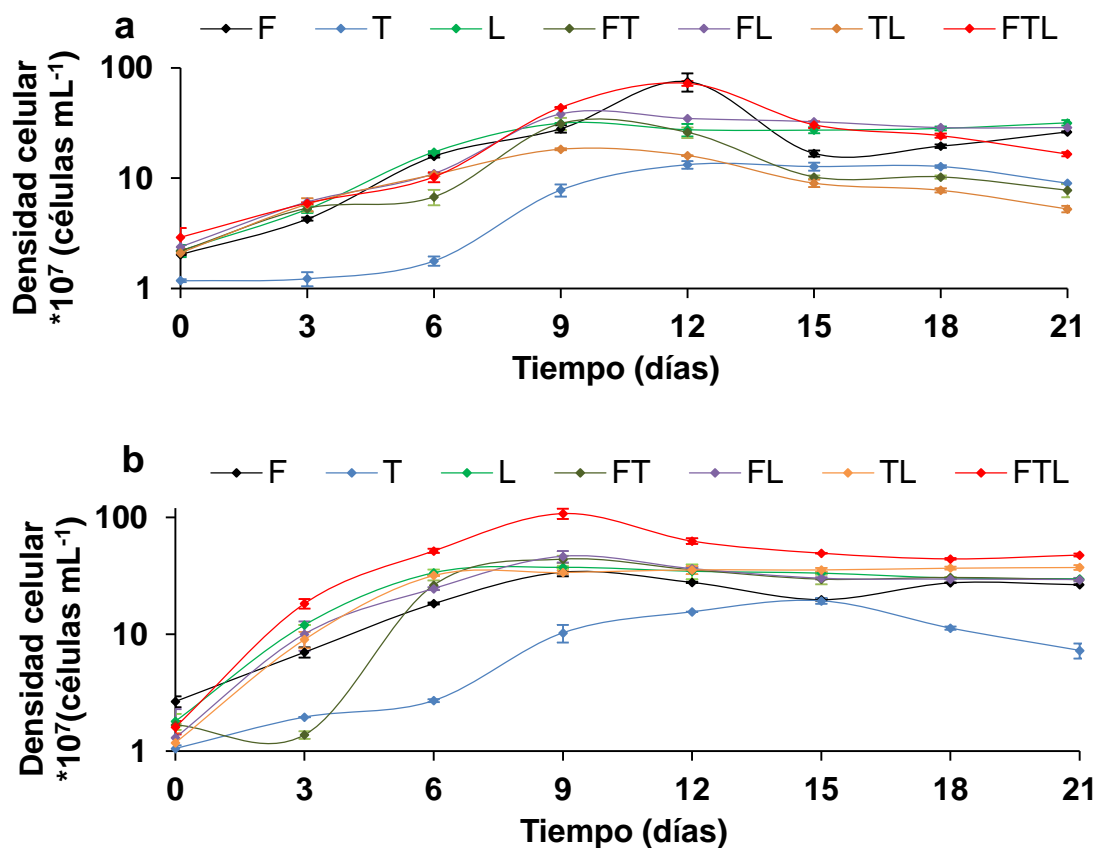 a
F T L FT FL TL FTL
Densidad celular
*10⁷ (células mL⁻¹)
100
10
1
0 3 6 9 12 15 18 21
Tiempo (días)
b
F T L FT FL TL FTL
Densidad celular
*10⁷(células mL⁻¹)
100
10
1
0 3 6 9 12 15 18 21
Tiempo (días)